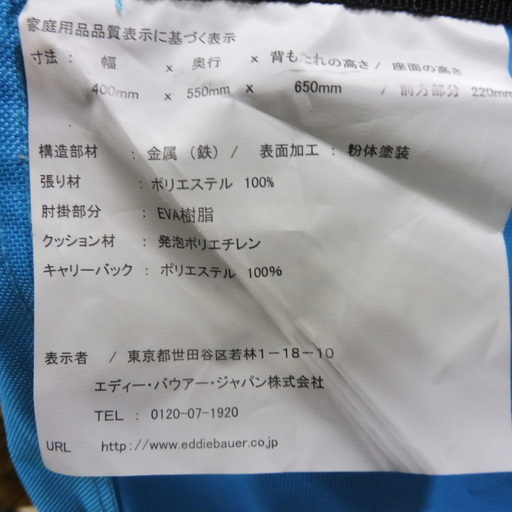 家庭用品品質表示に基づく表示
寸法 : 幅 x 奥行 x 背もたれの高さ / 座面の高さ
400mm x 550mm x 650mm / 前方部分 220mm
構造部材 : 金属 (鉄) / 表面加工 : 粉体塗装
張り材 : ポリエステル 100%
肘掛部分 : EVA樹脂
クッション材 : 発泡ポリエチレン
キャリーバック : ポリエステル 100%
表示者 / 東京都世田谷区若林1-18-10
エディー・バウアー・ジャパン株式会社
TEL : 0120-07-1920
URL http://www.eddiebauer.co.jp